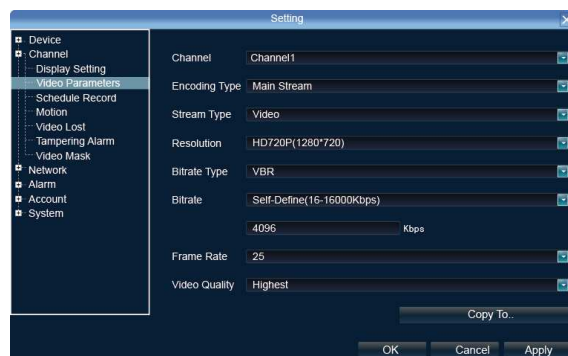 Setting
Device
Channel
Display Setting
Video Parameters
Schedule Record
Motion
Video Lost
Tampering Alarm
Video Mask
Network
Alarm
Account
System
Channel Channel1
Encoding Type Main Stream
Stream Type Video
Resolution HD720P(1280*720)
Bitrate Type VBR
Bitrate Self-Define(16-16000Kbps)
4096 Kbps
Frame Rate 25
Video Quality Highest
Copy To..
OK Cancel Apply